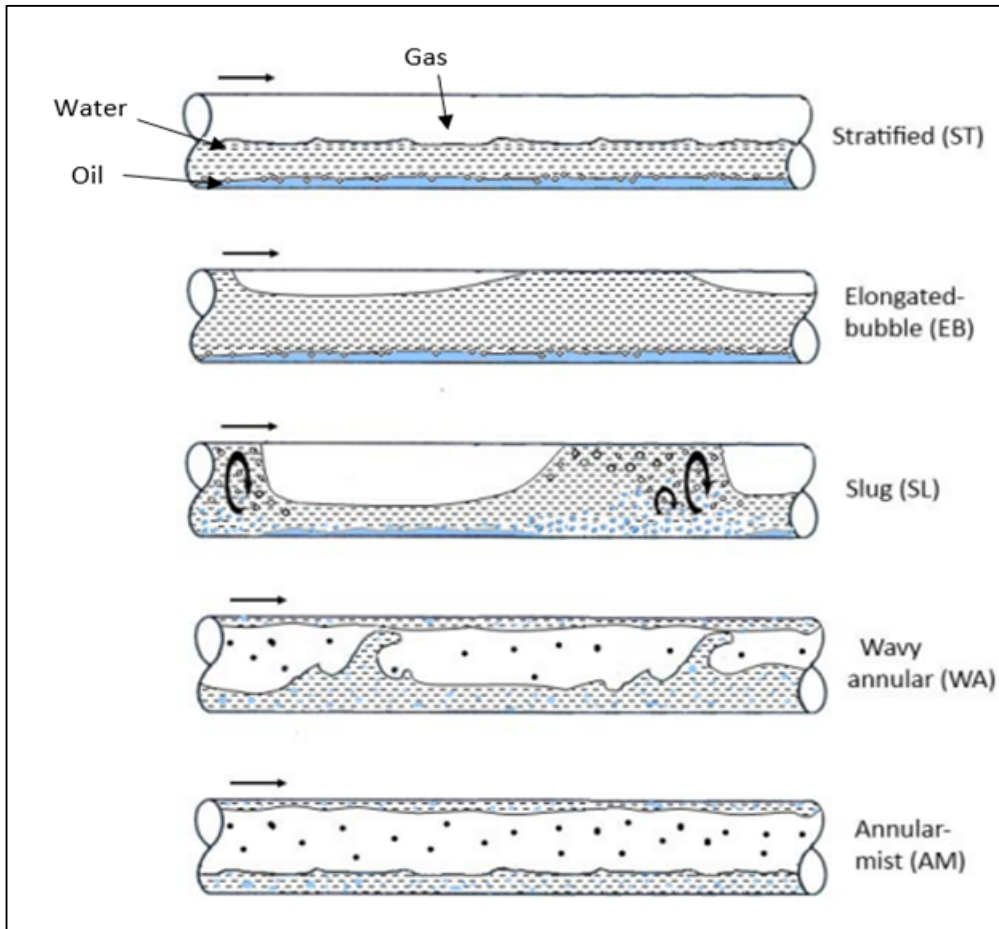 Gas
Water
Oil
Stratified (ST)
Elongated-
bubble (EB)
Slug (SL)
Wavy
annular (WA)
Annular-
mist (AM)